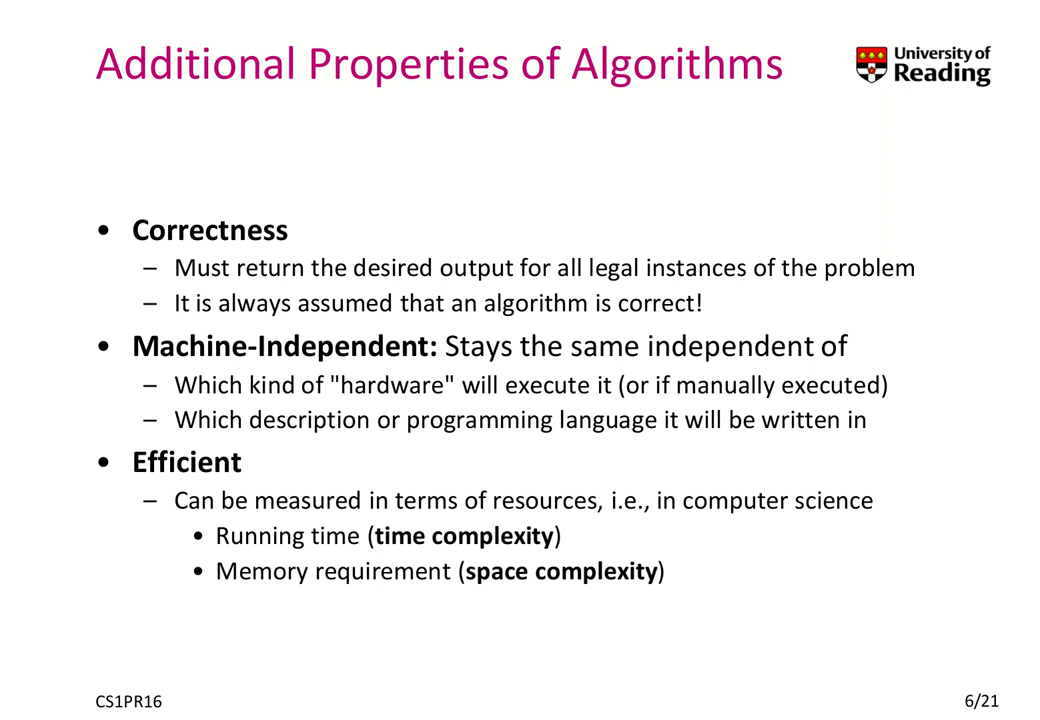 Additional Properties of Algorithms
University of
Reading
• Correctness
– Must return the desired output for all legal instances of the problem
– It is always assumed that an algorithm is correct!
• Machine-Independent: Stays the same independent of
– Which kind of "hardware" will execute it (or if manually executed)
– Which description or programming language it will be written in
• Efficient
– Can be measured in terms of resources, i.e., in computer science
• Running time (time complexity)
• Memory requirement (space complexity)
CS1PR16
6/21